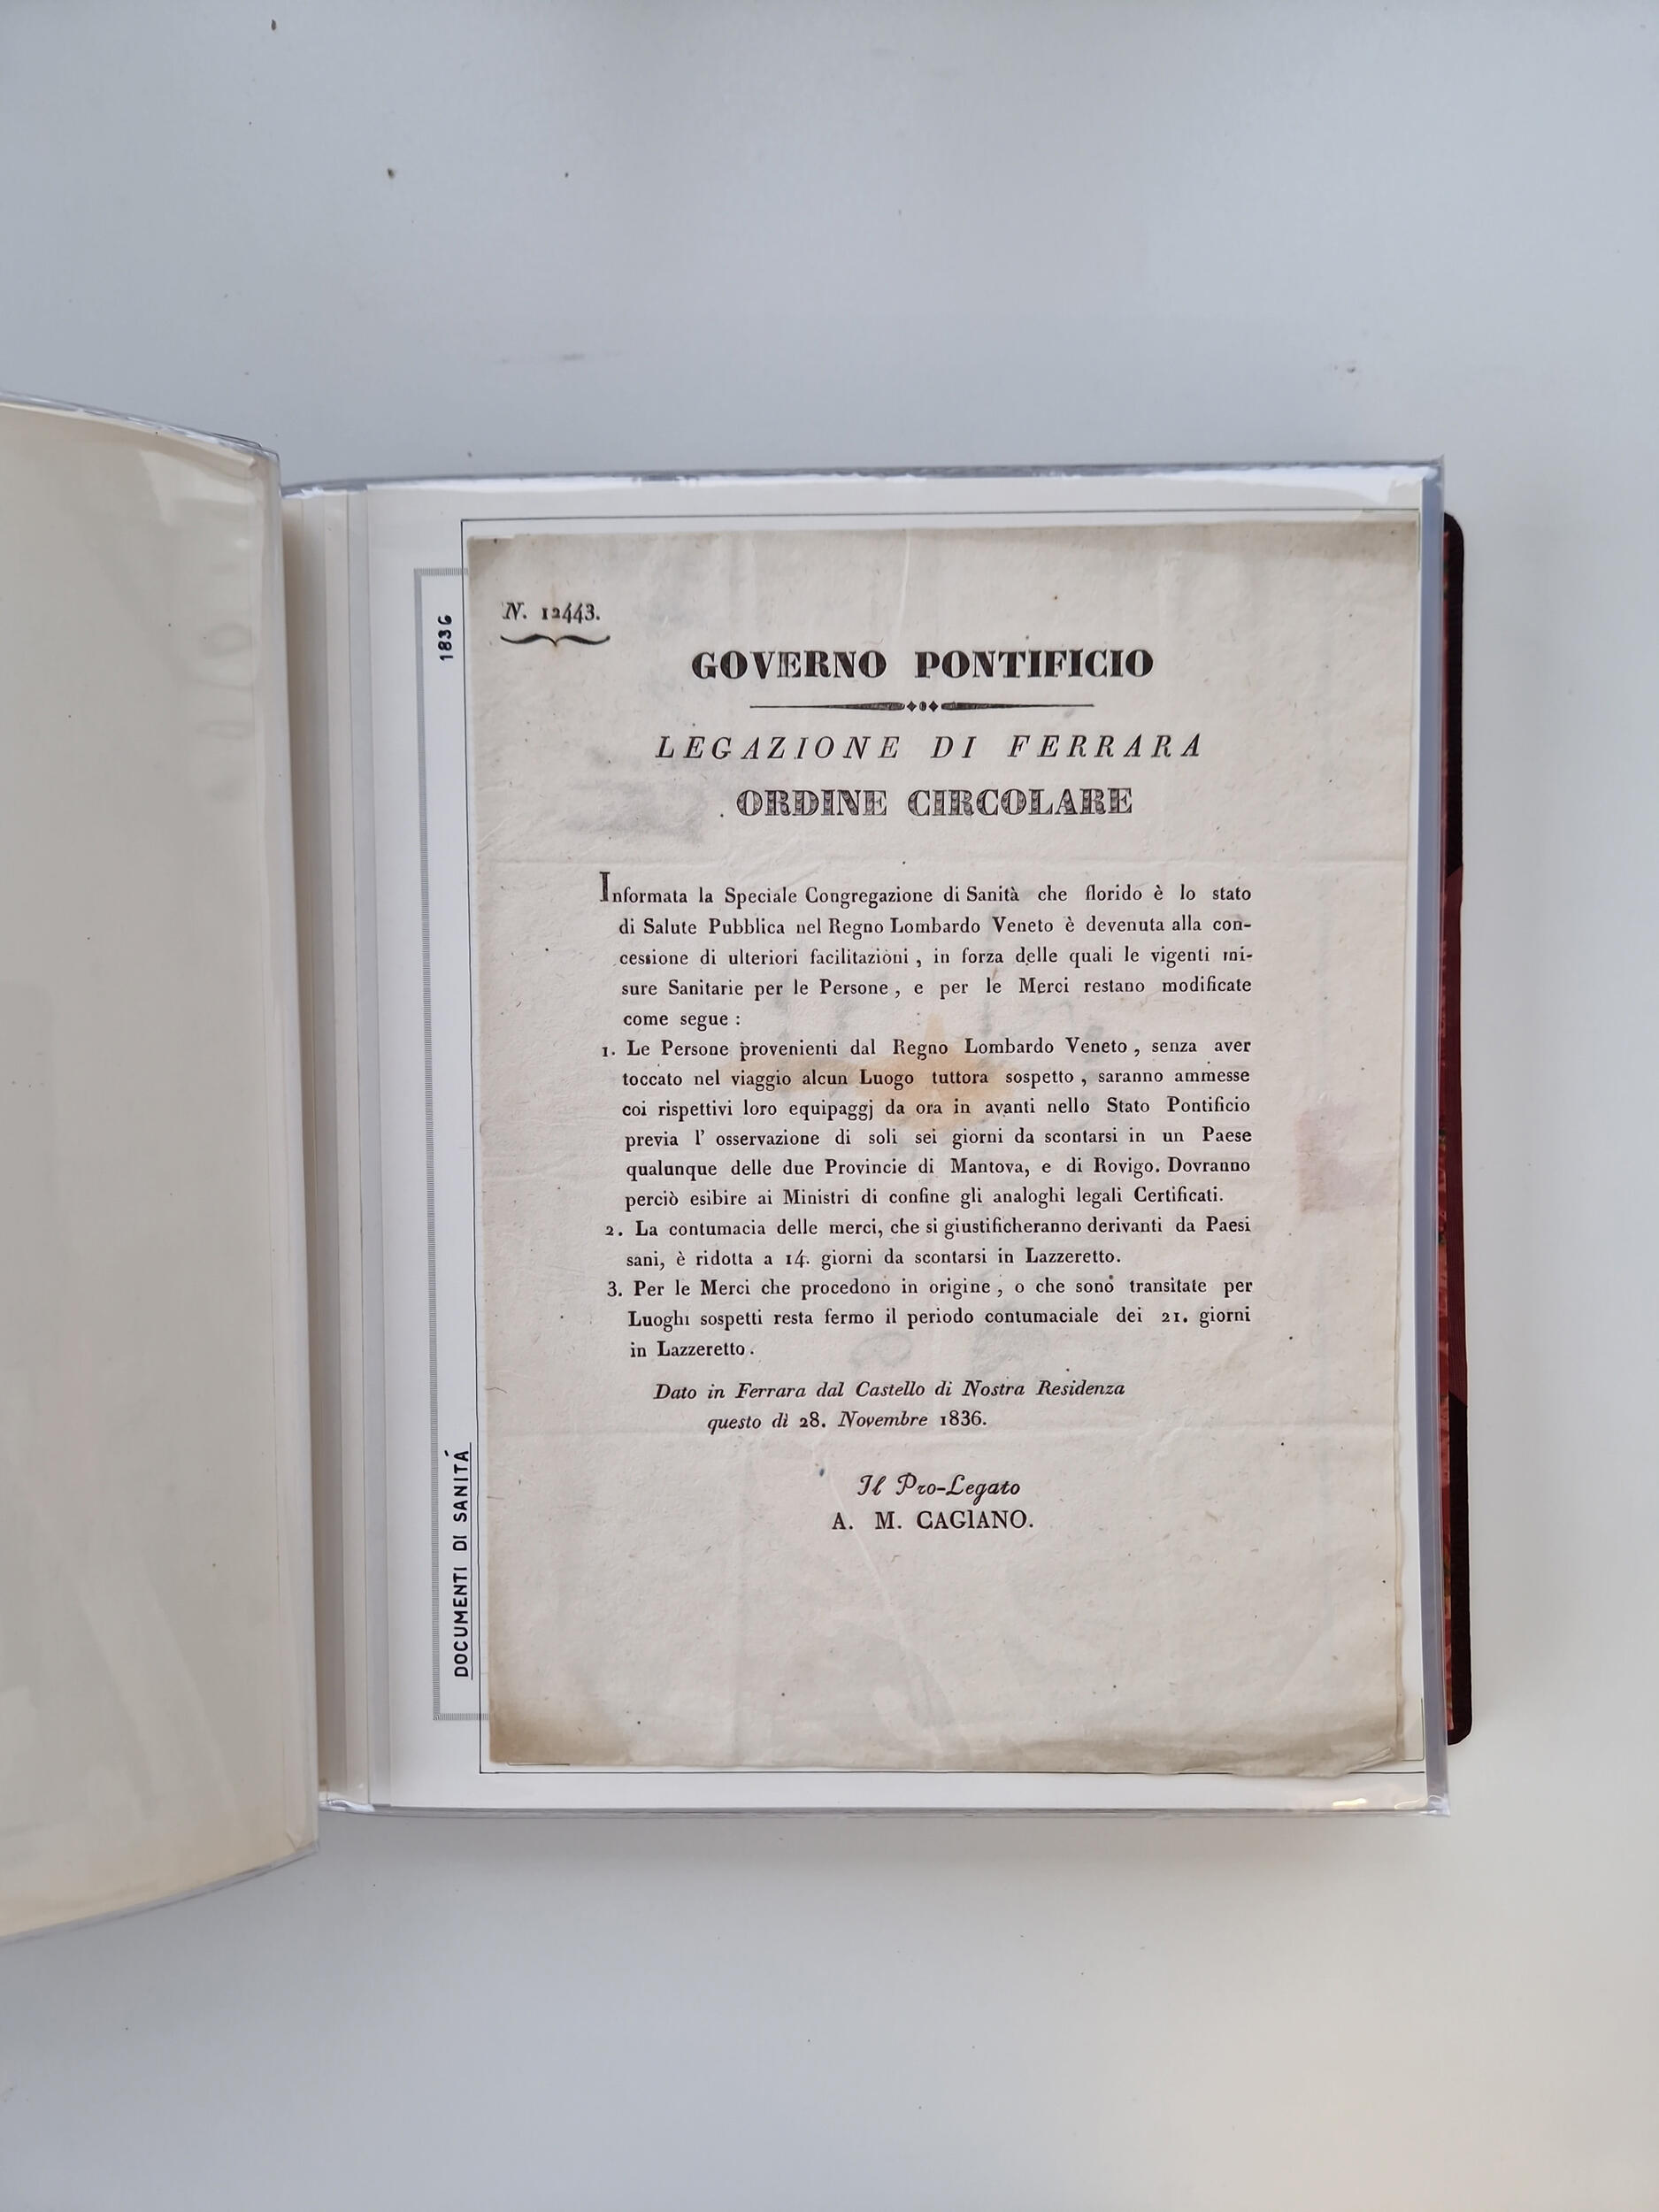 1836
DOCUMENTI DI SANITÁ
N. 12443.
GOVERNO PONTIFICIO
LEGAZIONE DI FERRARA
ORDINE CIRCOLARE
Informata la Speciale Congregazione di Sanità che florido è lo stato
di Salute Pubblica nel Regno Lombardo Veneto è devenuta alla con-
cessione di ulteriori facilitazioni, in forza delle quali le vigenti mi-
sure Sanitarie per le Persone, e per le Merci restano modificate
come segue:
1. Le Persone provenienti dal Regno Lombardo Veneto, senza aver
toccato nel viaggio alcun Luogo tuttora sospetto, saranno ammesse
coi rispettivi loro equipaggj da ora in avanti nello Stato Pontificio
previa l' osservazione di soli sei giorni da scontarsi in un Paese
qualunque delle due Provincie di Mantova, e di Rovigo. Dovranno
perciò esibire ai Ministri di confine gli analoghi legali Certificati.
2. La contumacia delle merci, che si giustificheranno derivanti da Paesi
sani, è ridotta a 14. giorni da scontarsi in Lazzeretto.
3. Per le Merci che procedono in origine, o che sono transitate per
Luoghi sospetti resta fermo il periodo contumaciale dei 21. giorni
in Lazzeretto.
Dato in Ferrara dal Castello di Nostra Residenza
questo dì 28. Novembre 1836.
Il Pro-Legato
A. M. CAGIANO.